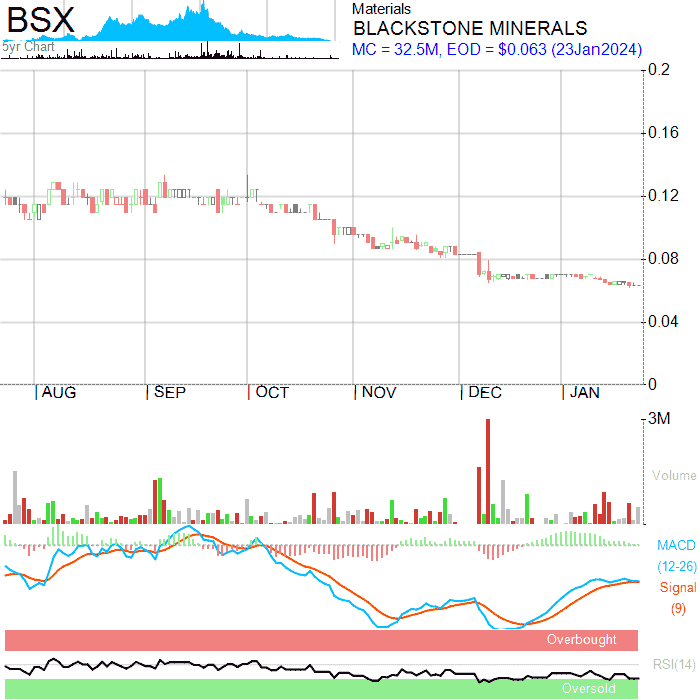 BSX
5yr Chart
Materials
BLACKSTONE MINERALS
MC = 32.5M, EOD = $0.063 (23Jan2024)
0.2
0.16
0.12
0.08
0.04
0
AUG SEP OCT NOV DEC JAN
3M
Volume
MACD
(12-26)
Signal
(9)
Overbought
RSI(14)
Oversold